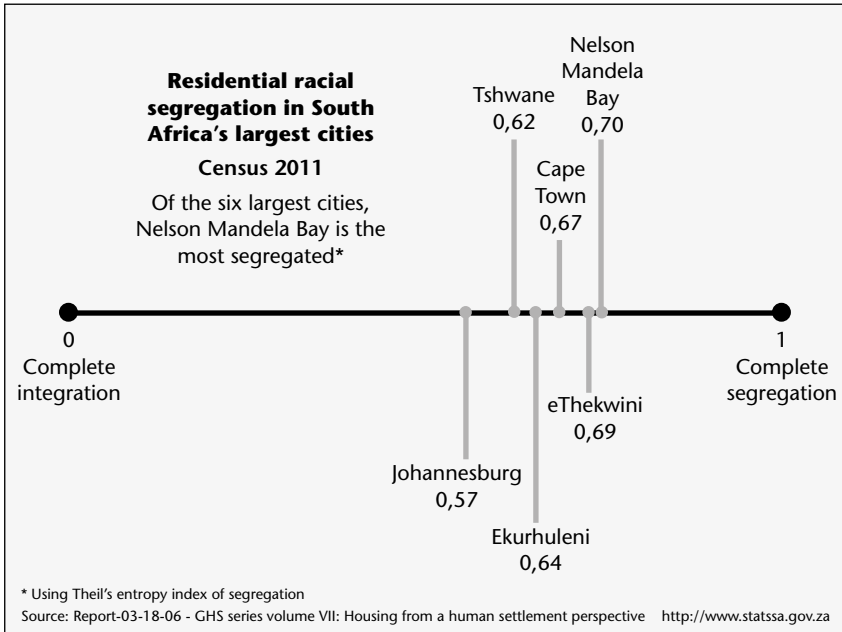 Residential racial
segregation in South
Africa's largest cities
Census 2011
Of the six largest cities,
Nelson Mandela Bay is the
most segregated*
Tshwane
0,62
Nelson
Mandela
Bay
0,70
Cape
Town
0,67
0
Complete
integration
1
Complete
segregation
eThekwini
0,69
Johannesburg
0,57
Ekurhuleni
0,64
* Using Theil's entropy index of segregation
Source: Report-03-18-06 - GHS series volume VII: Housing from a human settlement perspective http://www.statssa.gov.za